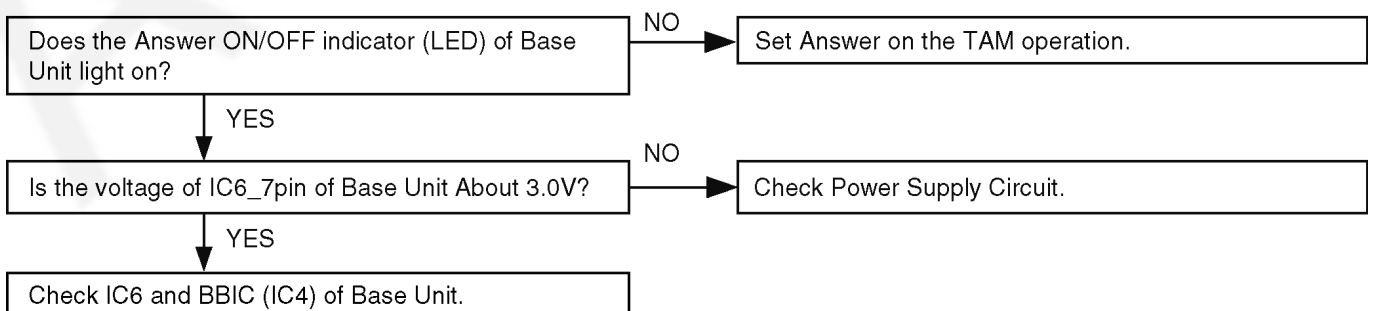 Does the Answer ON/OFF indicator (LED) of Base
Unit light on?
NO
Set Answer on the TAM operation.
YES
Is the voltage of IC6_7pin of Base Unit About 3.0V?
NO
Check Power Supply Circuit.
YES
Check IC6 and BBIC (IC4) of Base Unit.